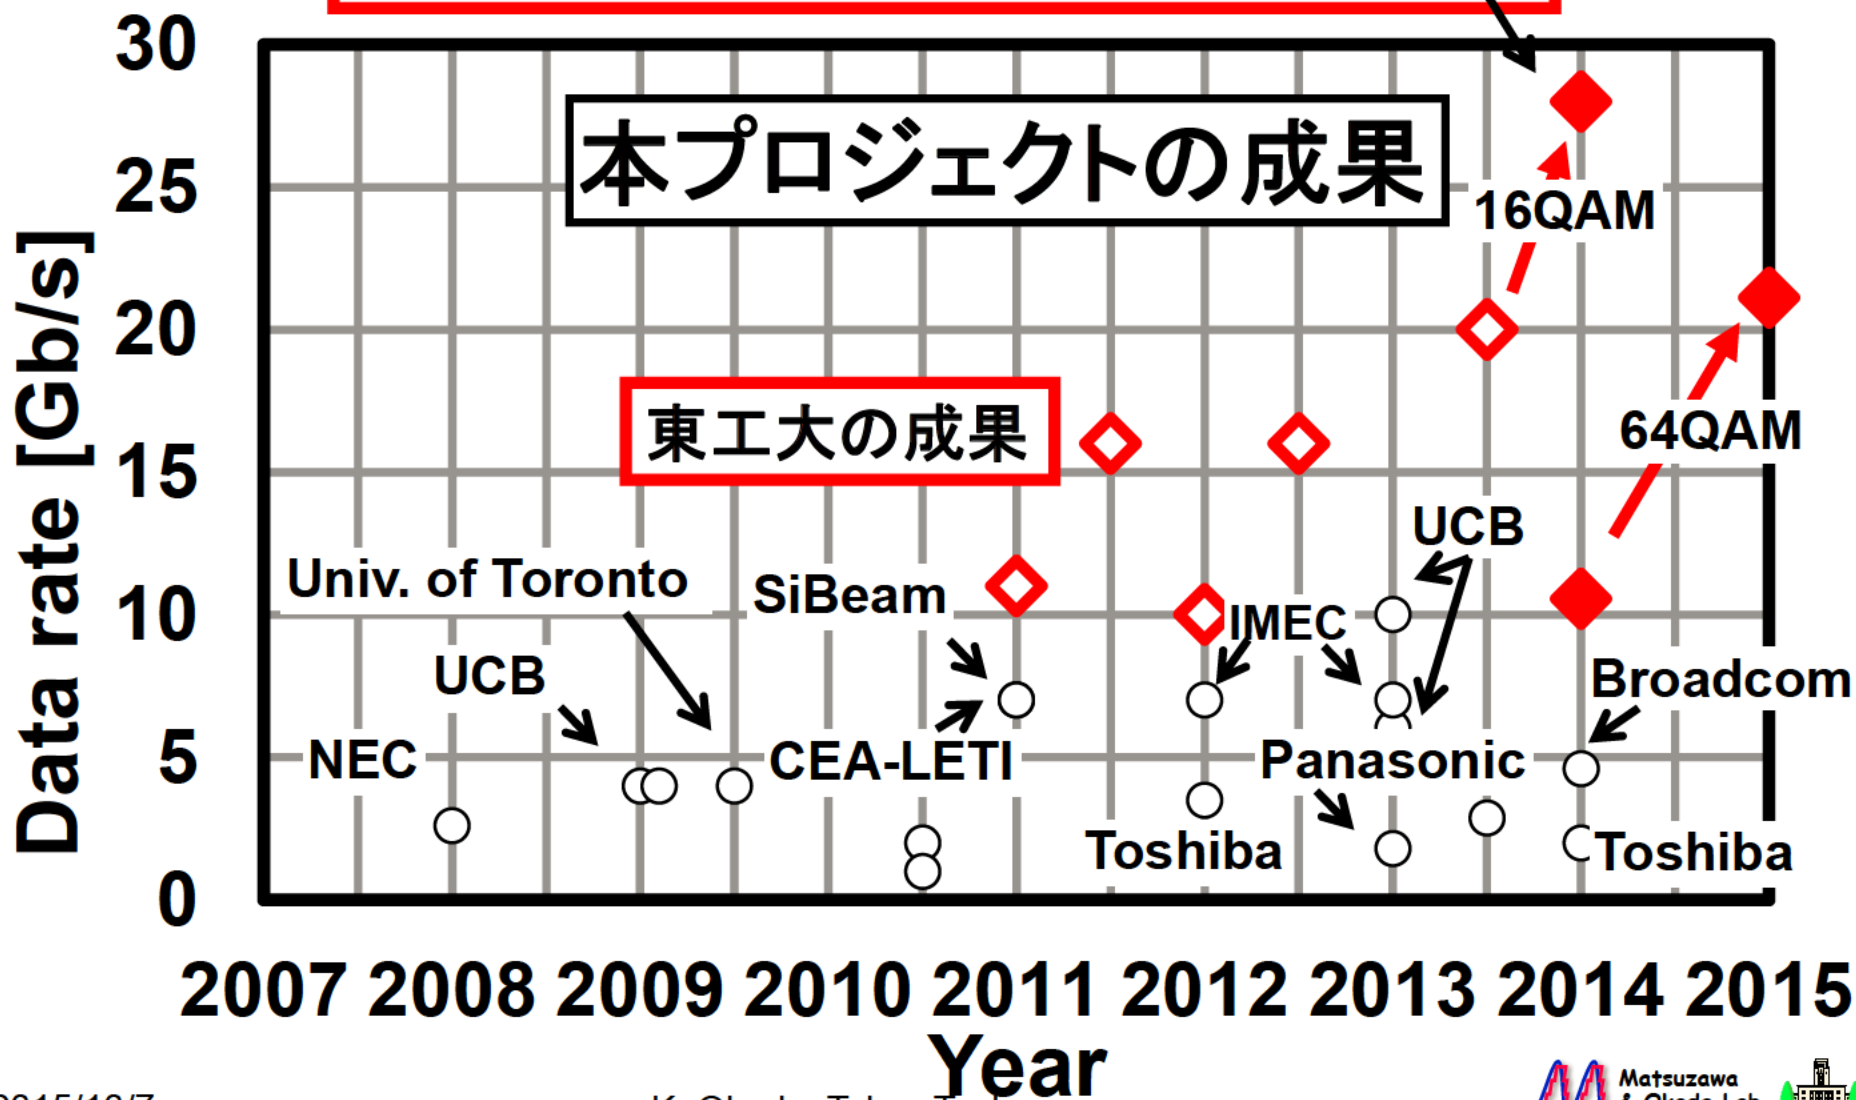 30
本プロジェクトの成果
25
16QAM
20
東工大の成果
64QAM
15
UCB
Univ. of Toronto
SiBeam
10
IMEC
UCB
Broadcom
5
NEC
CEA-LETI
Panasonic
Toshiba
Toshiba
0
Data rate [Gb/s]
2007 2008 2009 2010 2011 2012 2013 2014 2015
Year
Matsuzawa